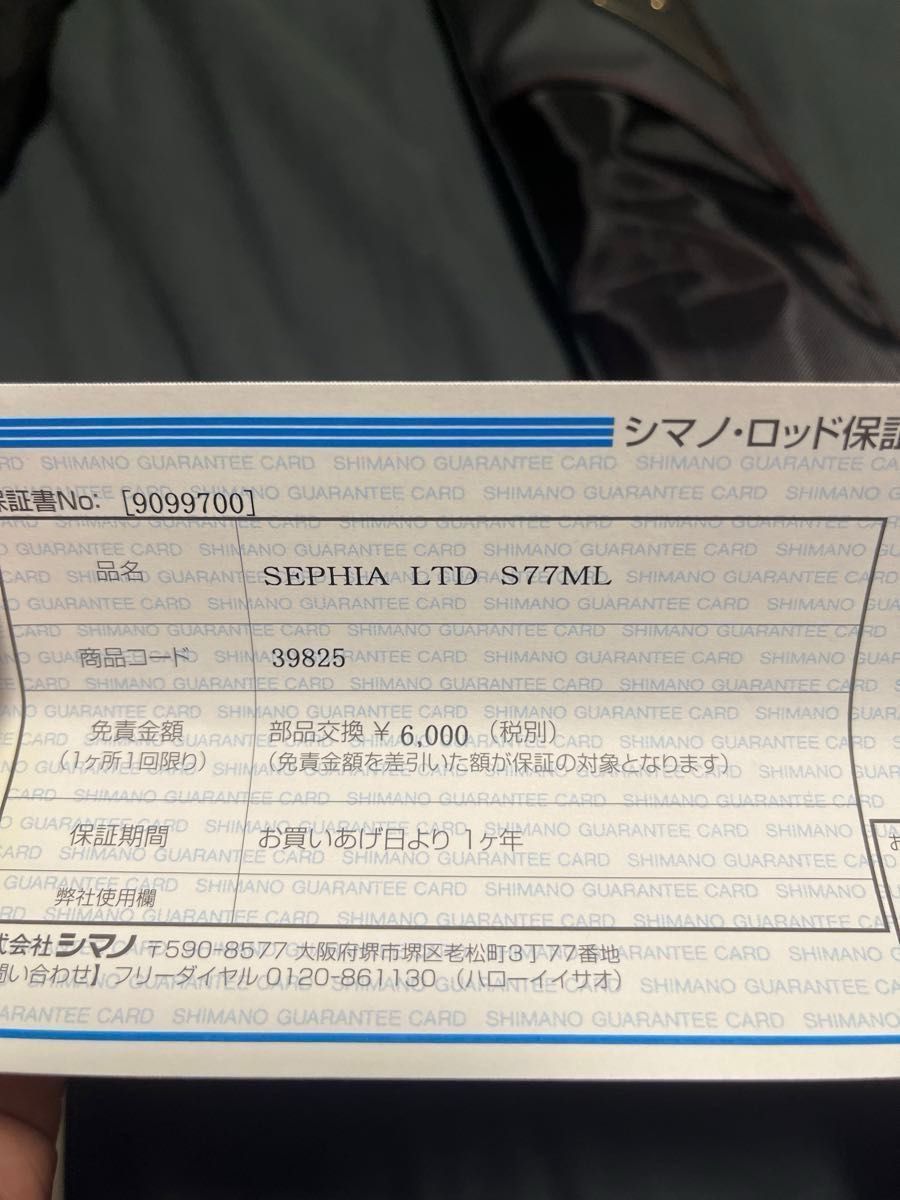 シマノ・ロッド保証
保証書No: [9099700]
品名 SEPHIA LTD S77ML
商品コード 39825
免責金額 部品交換 ¥ 6,000 (税別)
(1ヶ所1回限り) (免責金額を差引いた額が保証の対象となります)
保証期間 お買いあげ日より 1ヶ年
お
弊社使用欄
式会社シマノ 〒590-8577 大阪府堺市堺区老松町3丁77番地
問い合わせ】フリーダイヤル 0120-861130 (ハローイイサオ)
SHIMANO GUARANTEE CARD